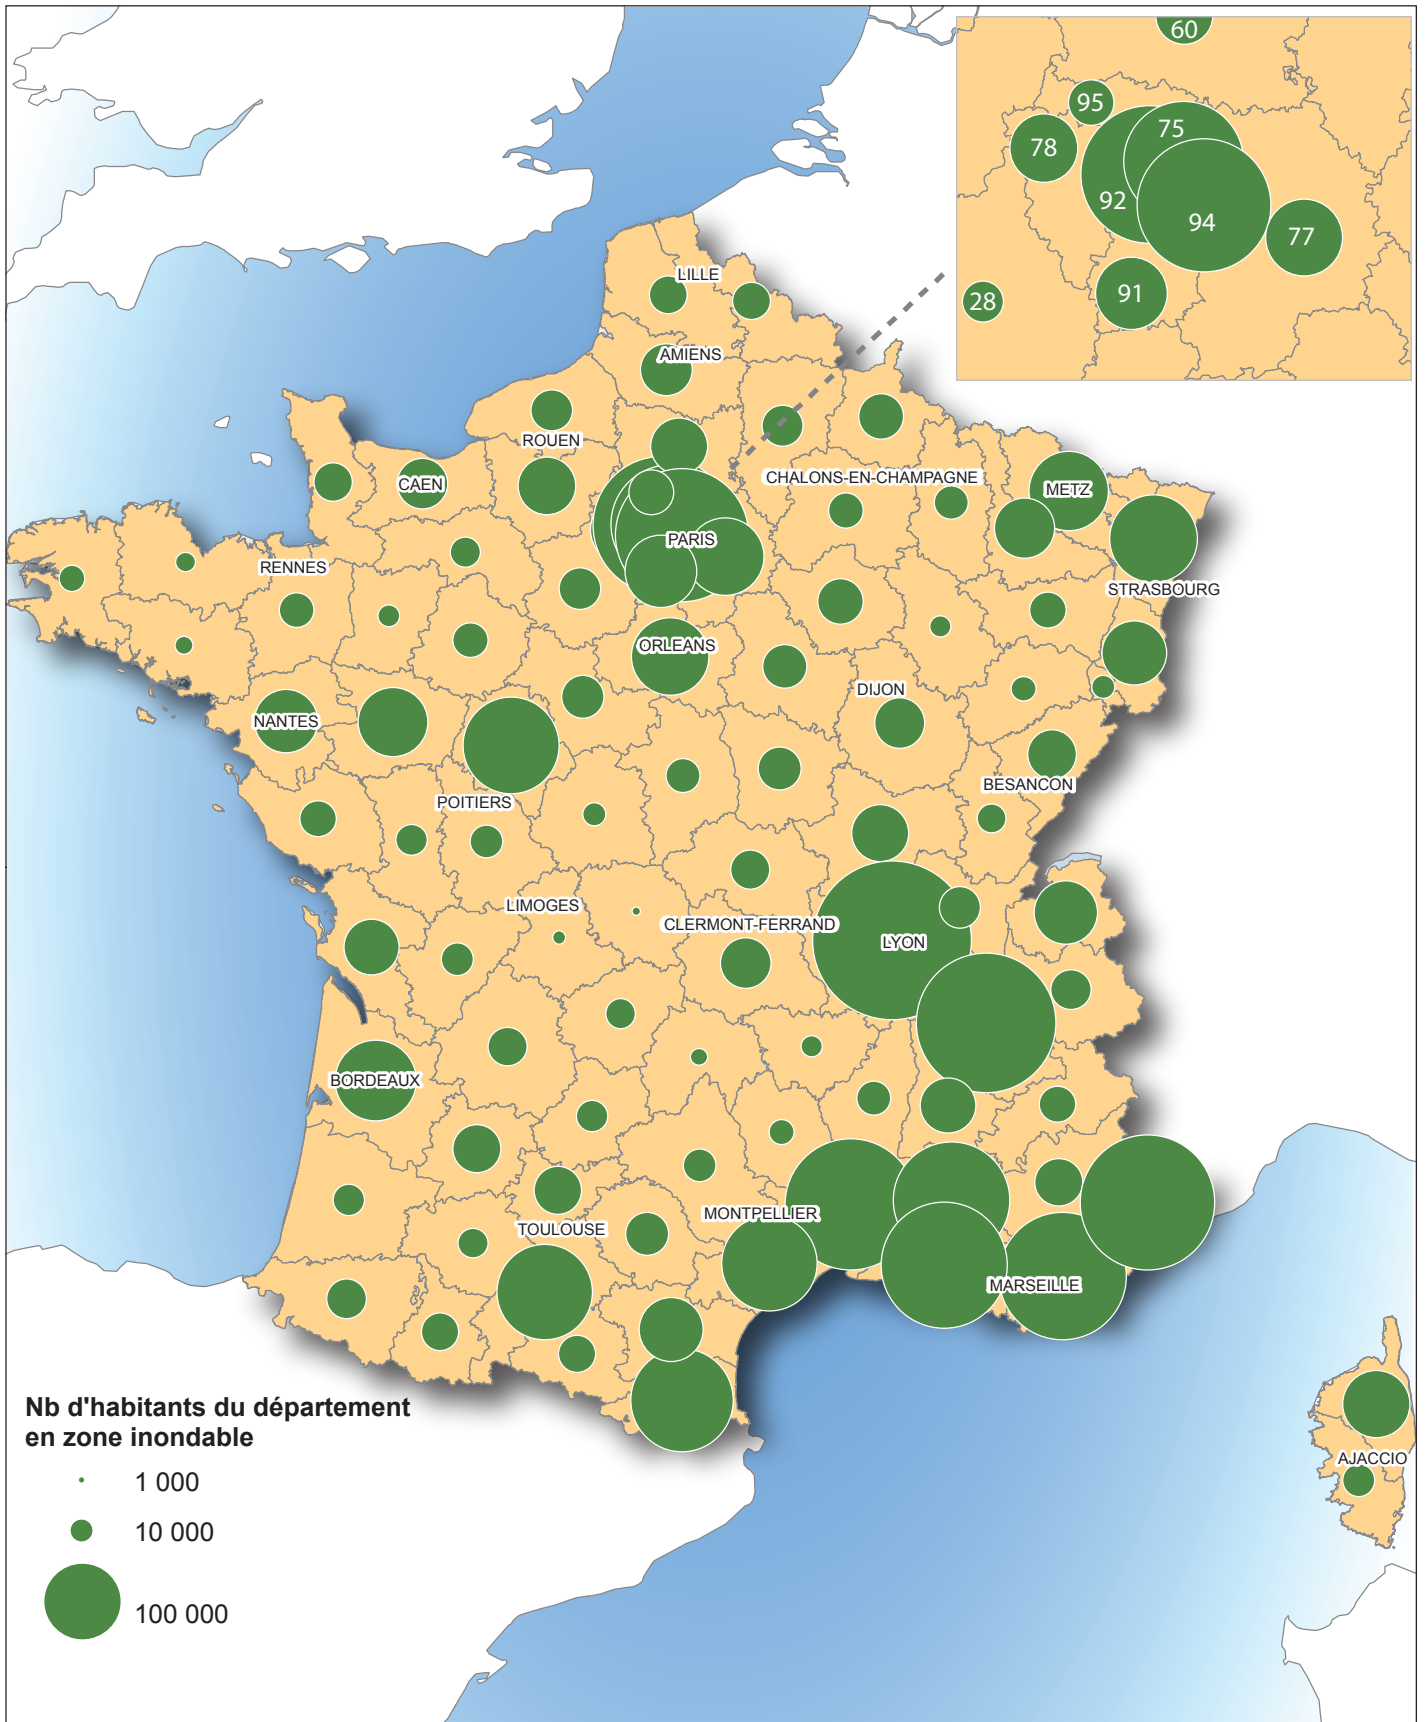 60
95
75
78
92
94
77
91
28
LILLE
AMIENS
ROUEN
CAEN
CHALONS-EN-CHAMPAGNE
METZ
PARIS
RENNES
STRASBOURG
ORLEANS
DIJON
NANTES
BESANCON
POITIERS
LIMOGES
CLERMONT-FERRAND
LYON
BORDEAUX
MONTPELLIER
TOULOUSE
MARSEILLE
AJACCIO
Nb d'habitants du département
en zone inondable
1 000
10 000
100 000